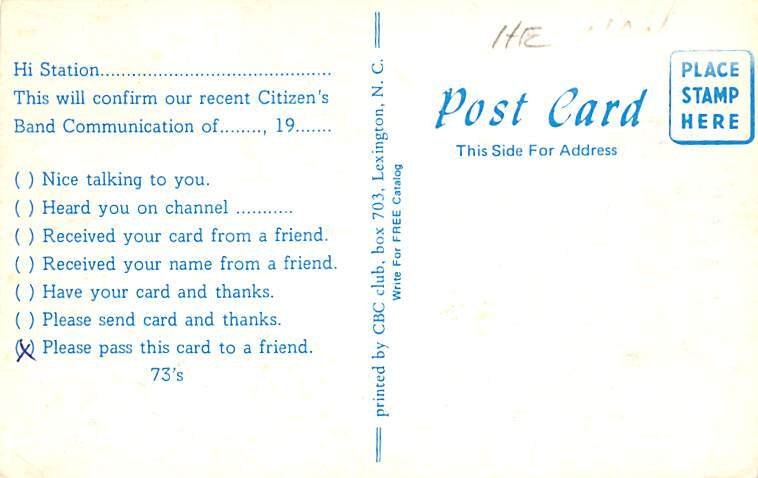 Hi Station............................................
This will confirm our recent Citizen's
Band Communication of........, 19.......
( ) Nice talking to you.
( ) Heard you on channel ...........
( ) Received your card from a friend.
( ) Received your name from a friend.
( ) Have your card and thanks.
( ) Please send card and thanks.
(X) Please pass this card to a friend.
73's
printed by CBC club, box 703, Lexington, N. C.
Write For FREE Catalog
Post Card
This Side For Address
PLACE
STAMP
HERE